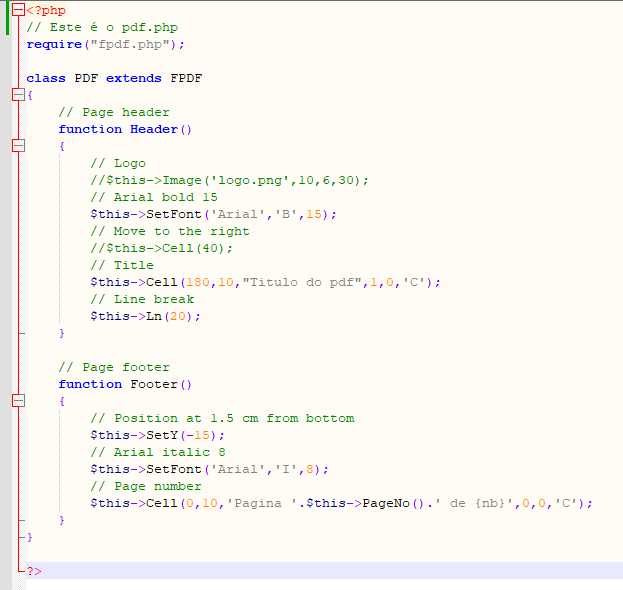 <?php
// Este é o pdf.php
require("fpdf.php");
class PDF extends FPDF
{
// Page header
function Header()
{
// Logo
//$this->Image('logo.png',10,6,30);
// Arial bold 15
$this->SetFont('Arial','B',15);
// Move to the right
//$this->Cell(40);
// Title
$this->Cell(180,10,"Titulo do pdf",1,0,'C');
// Line break
$this->Ln(20);
}
// Page footer
function Footer()
{
// Position at 1.5 cm from bottom
$this->SetY(-15);
// Arial italic 8
$this->SetFont('Arial','I',8);
// Page number
$this->Cell(0,10,'Pagina '.$this->PageNo().' de {nb}',0,0,'C');
}
}
?>